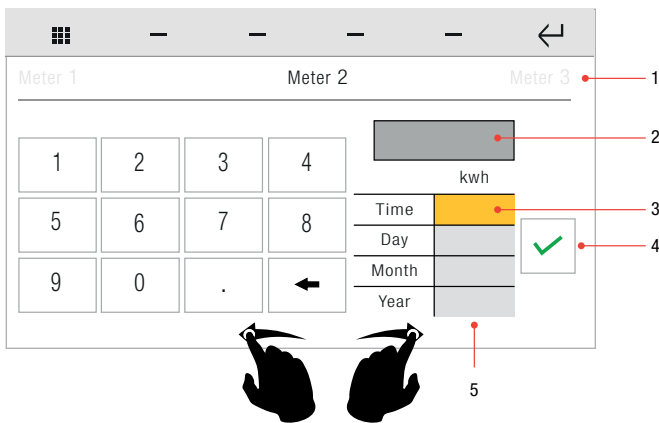 Meter 1 Meter 2 Meter 3 1
2
1 2 3 4
kwh
5 6 7 8
Time 3
Day 4
Month
9 0 .
Year
5